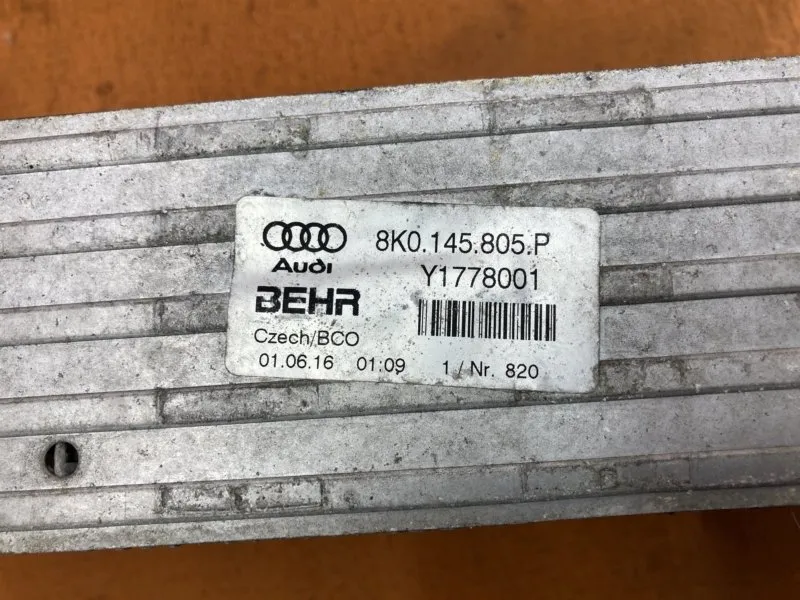 8K0.145.805.P
Audi
Y1778001
BEHR
Czech/BCO
01.06.16 01:09 1 / Nr. 820